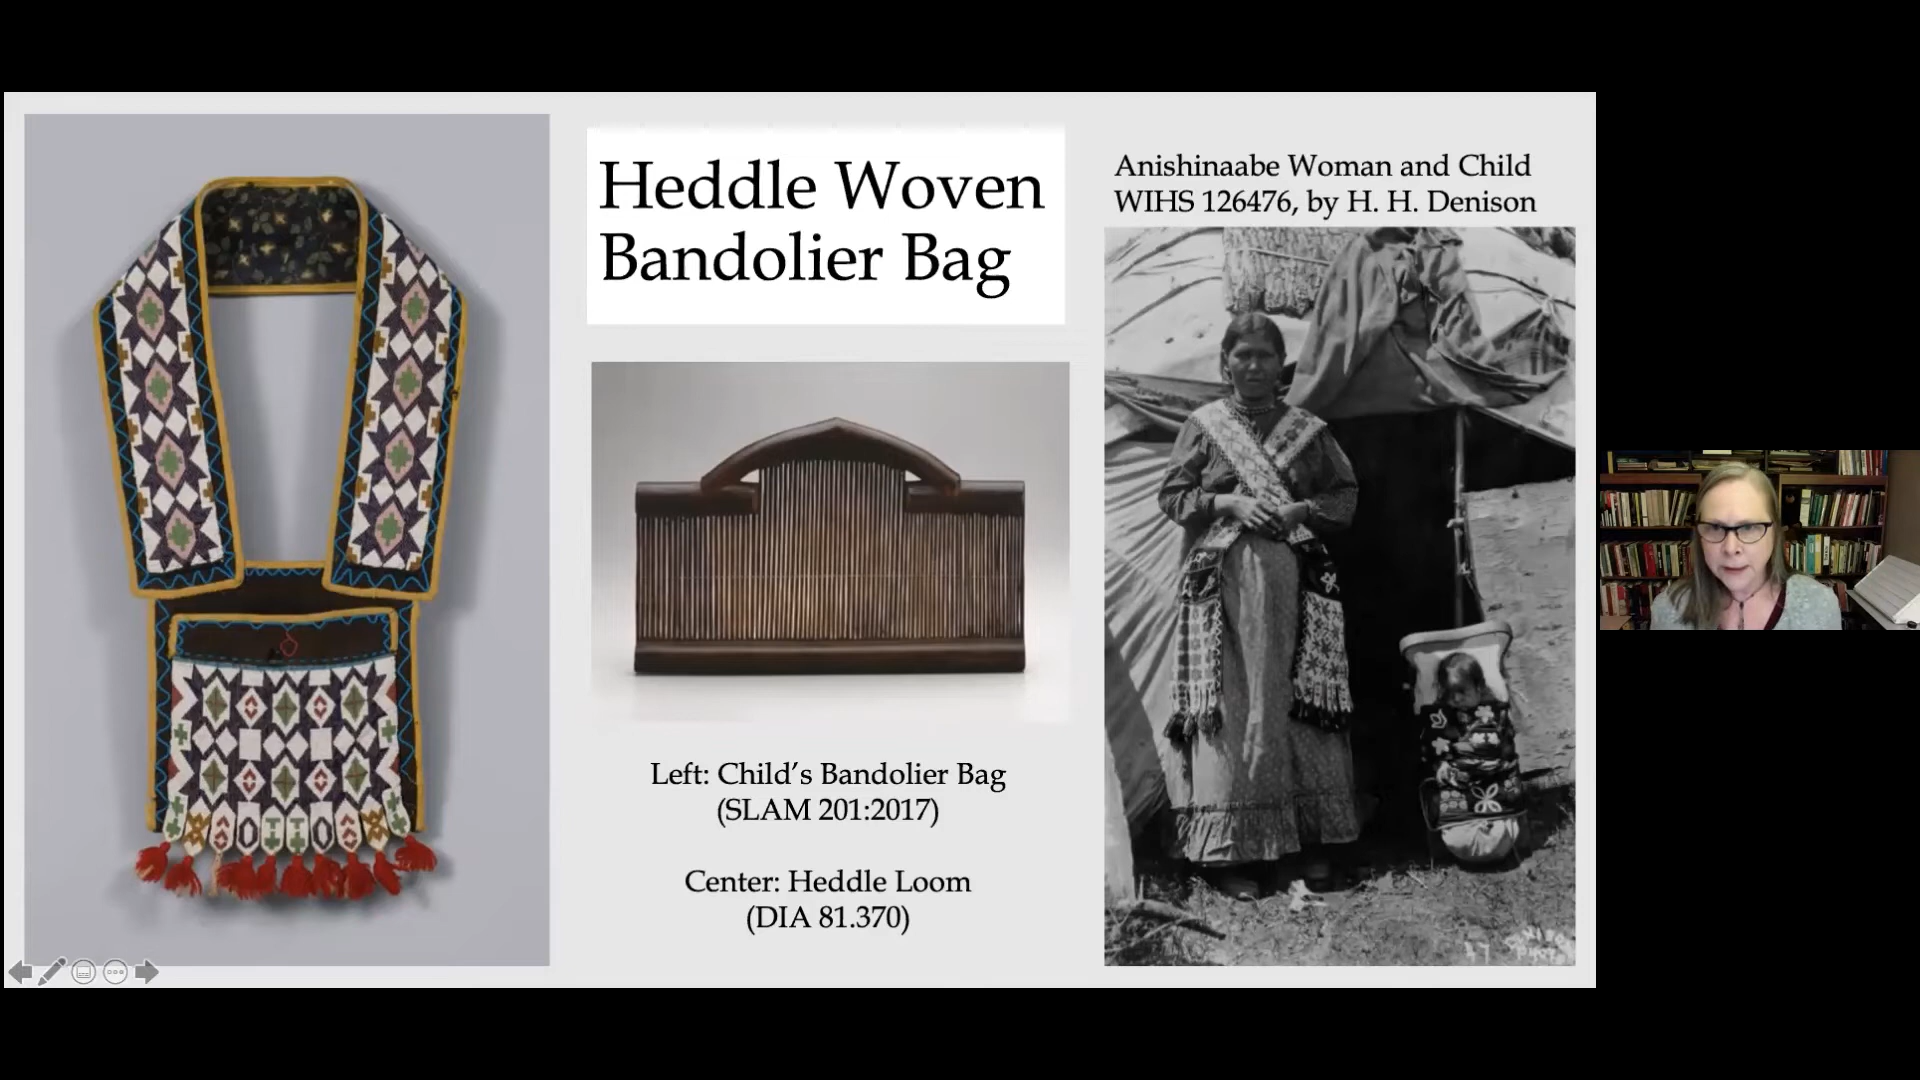 Heddle Woven
Bandolier Bag
Left: Child's Bandolier Bag
(SLAM 201:2017)
Center: Heddle Loom
(DIA 81.370)
Anishinaabe Woman and Child
WIHS 126476, by H. H. Denison